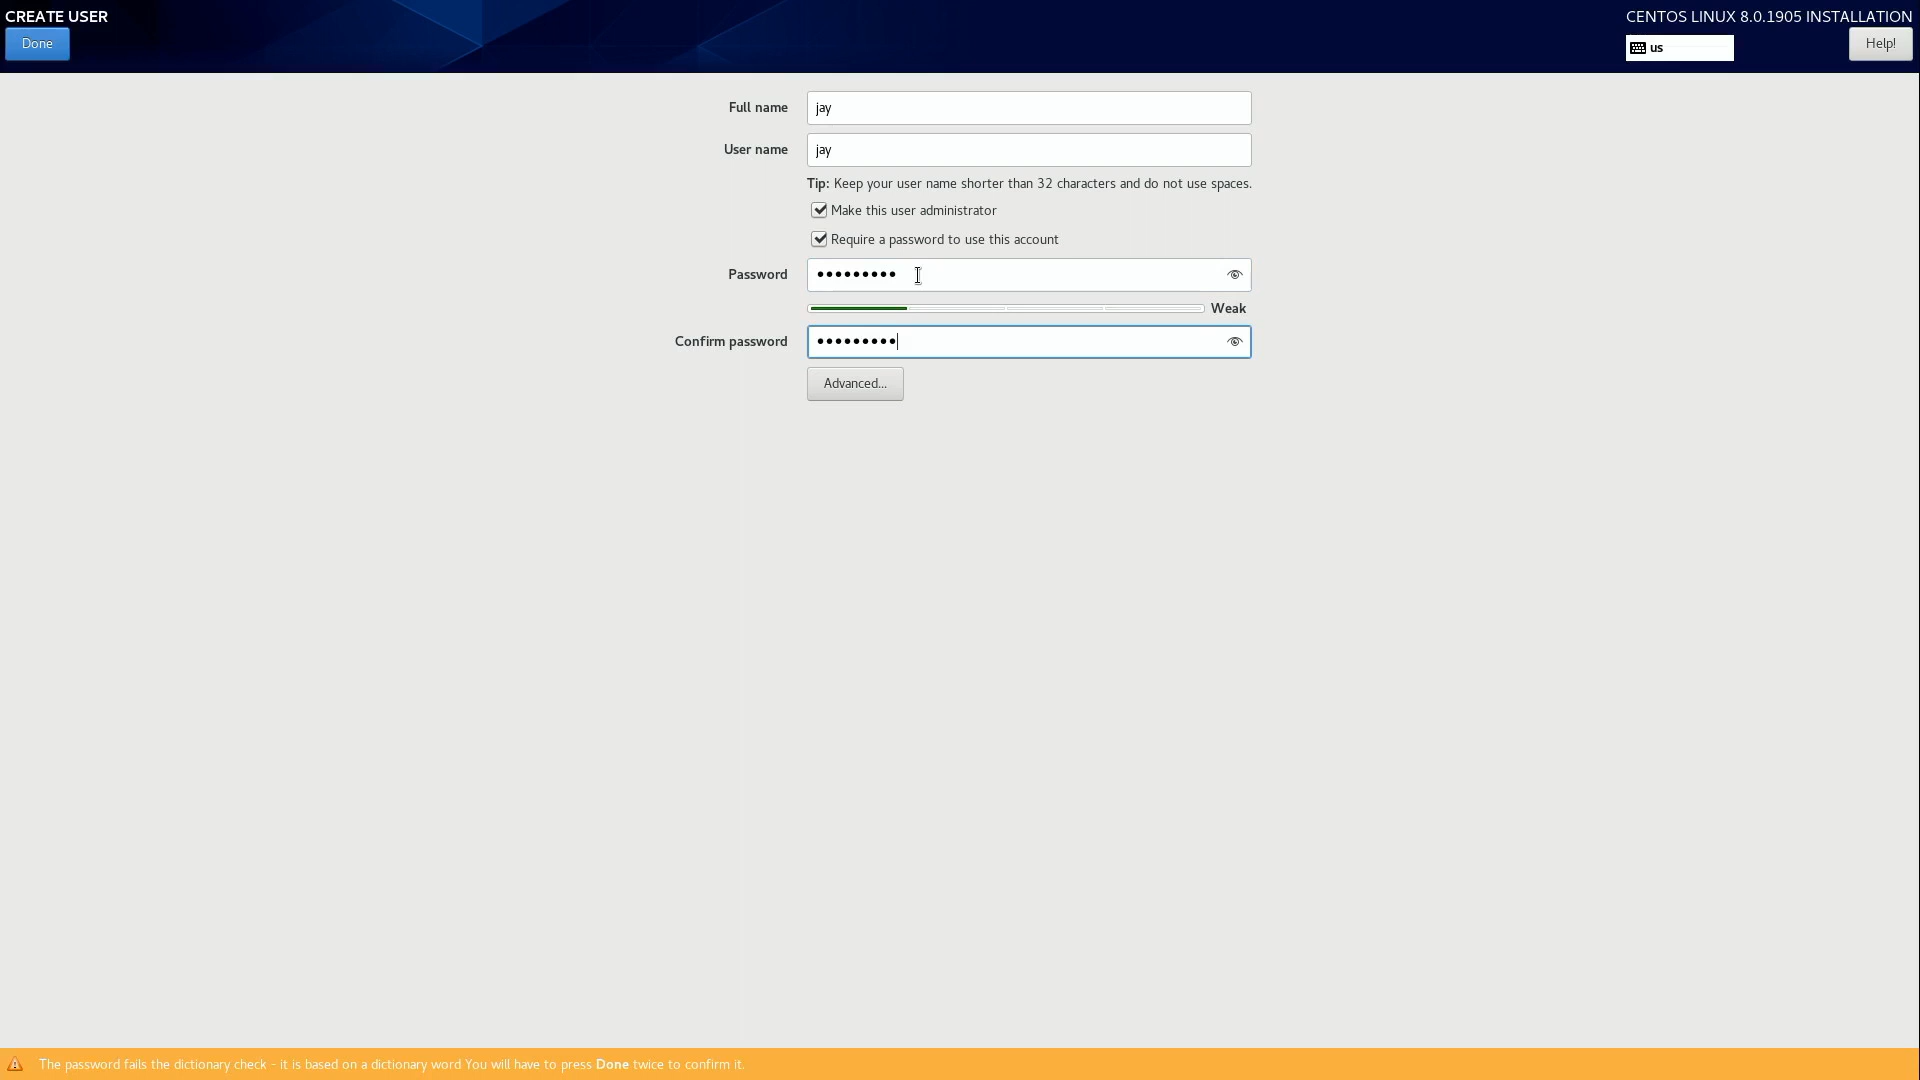 CREATE USER
CENTOS LINUX 8.0.1905 INSTALLATION
Done
us
Help!
Full name
jay
User name
jay
Tip: Keep your user name shorter than 32 characters and do not use spaces.
Make this user administrator
Require a password to use this account
Password
•••••••••
Weak
Confirm password
•••••••••
Advanced...
The password fails the dictionary check - it is based on a dictionary word You will have to press Done twice to confirm it.